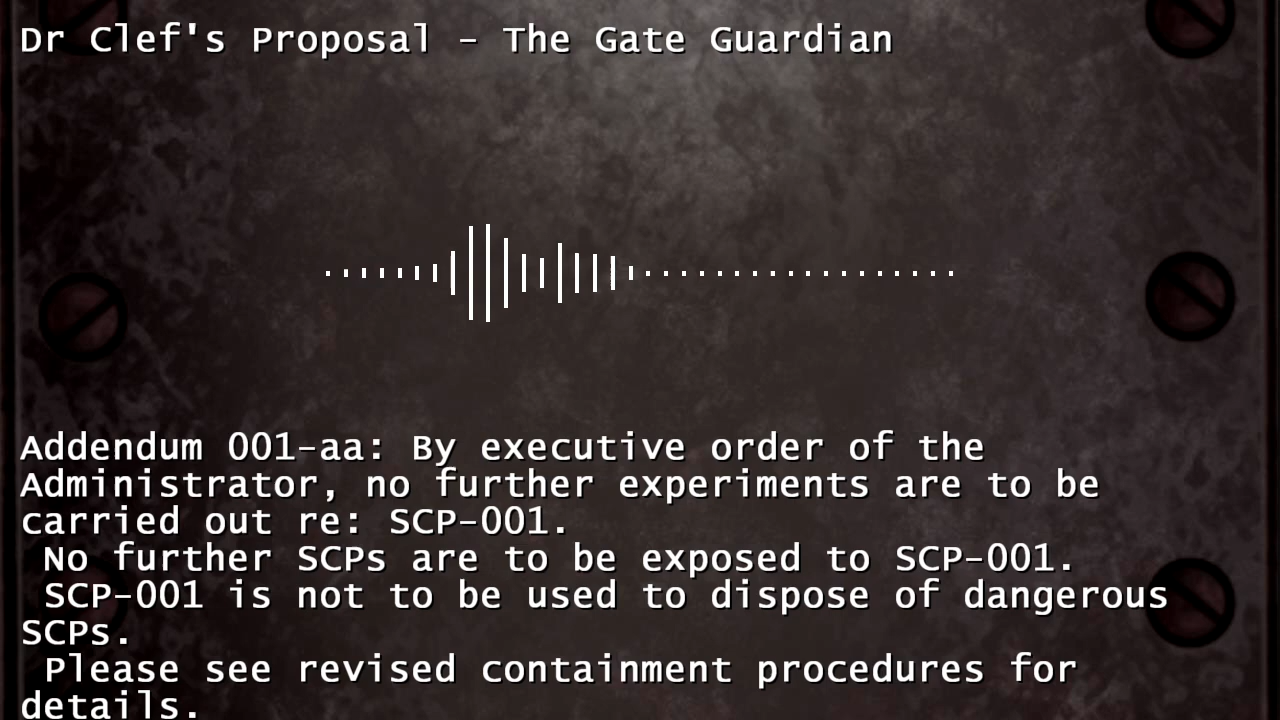 Dr Clef's Proposal – The Gate Guardian
Addendum 001-aa: By executive order of the
Administrator, no further experiments are to be
carried out re: SCP-001.
No further SCPs are to be exposed to SCP-001.
SCP-001 is not to be used to dispose of dangerous
SCPs.
Please see revised containment procedures for
details.